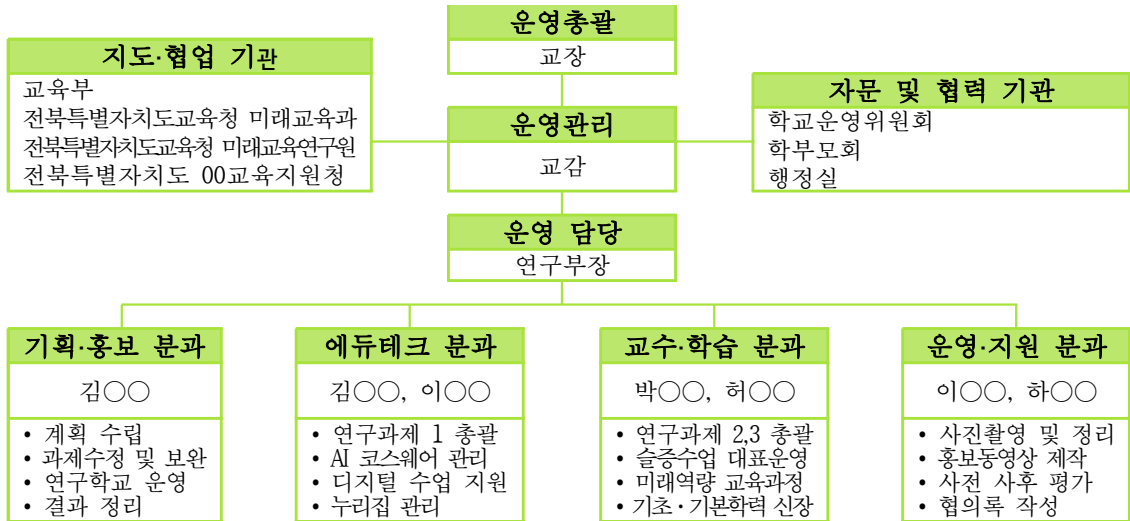 운영총괄
교장
지도·협업 기관
교육부
전북특별자치도교육청 미래교육과
전북특별자치도교육청 미래교육연구원
전북특별자치도 00교육지원청
운영관리
교감
자문 및 협력 기관
학교운영위원회
학부모회
행정실
운영 담당
연구부장
기획·홍보 분과
김○○
• 계획 수립
• 과제수정 및 보완
• 연구학교 운영
• 결과 정리
에듀테크 분과
김○○, 이○○
• 연구과제 1 총괄
• AI 코스웨어 관리
• 디지털 수업 지원
• 누리집 관리
교수·학습 분과
박○○, 허○○
• 연구과제 2,3 총괄
• 슬증수업 대표운영
• 미래역량 교육과정
• 기초·기본학력 신장
운영·지원 분과
이○○, 하○○
• 사진촬영 및 정리
• 홍보동영상 제작
• 사전 사후 평가
• 협의록 작성